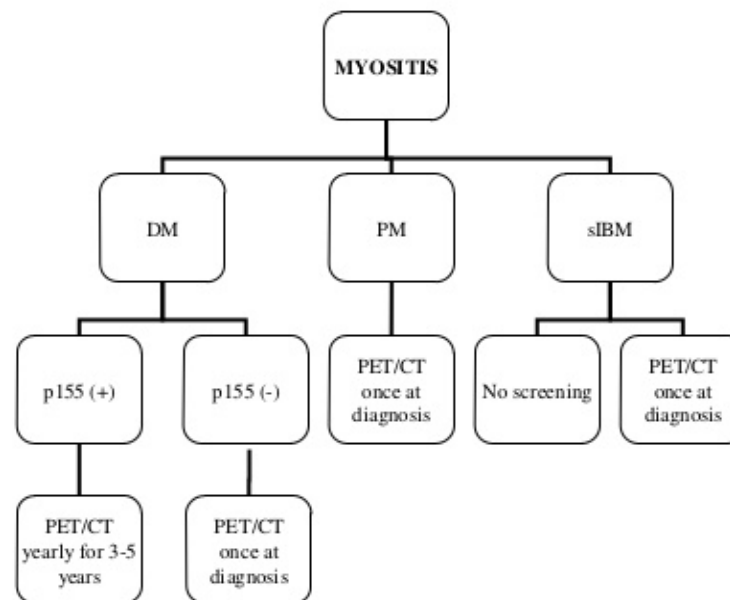 MYOSITIS
DM
PM
sIBM
p155 (+)
p155 (-)
PET/CT
once at
diagnosis
No screening
PET/CT
once at
diagnosis
PET/CT
yearly for 3-5
years
PET/CT
once at
diagnosis